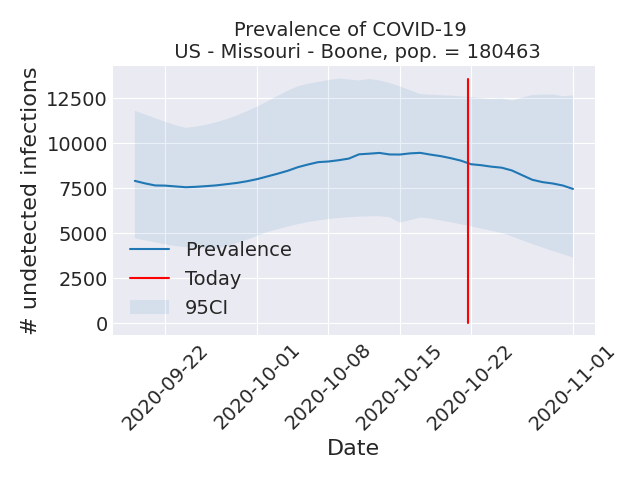 Prevalence of COVID-19
US - Missouri - Boone, pop. = 180463
# undetected infections
12500
10000
7500
5000
2500
0
Prevalence
Today
95CI
2020-09-22
2020-10-01
2020-10-08
2020-10-15
2020-10-22
2020-11-01
Date